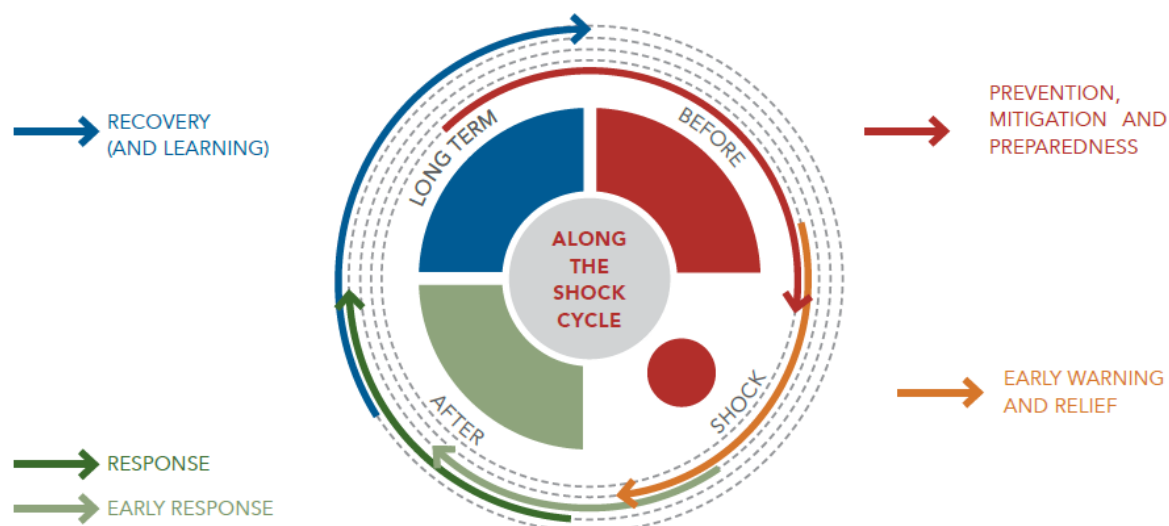 RECOVERY
(AND LEARNING)
LONG TERM
BEFORE
PREVENTION,
MITIGATION AND
PREPAREDNESS
ALONG
THE
SHOCK
CYCLE
AFTER
SHOCK
EARLY WARNING
AND RELIEF
RESPONSE
EARLY RESPONSE